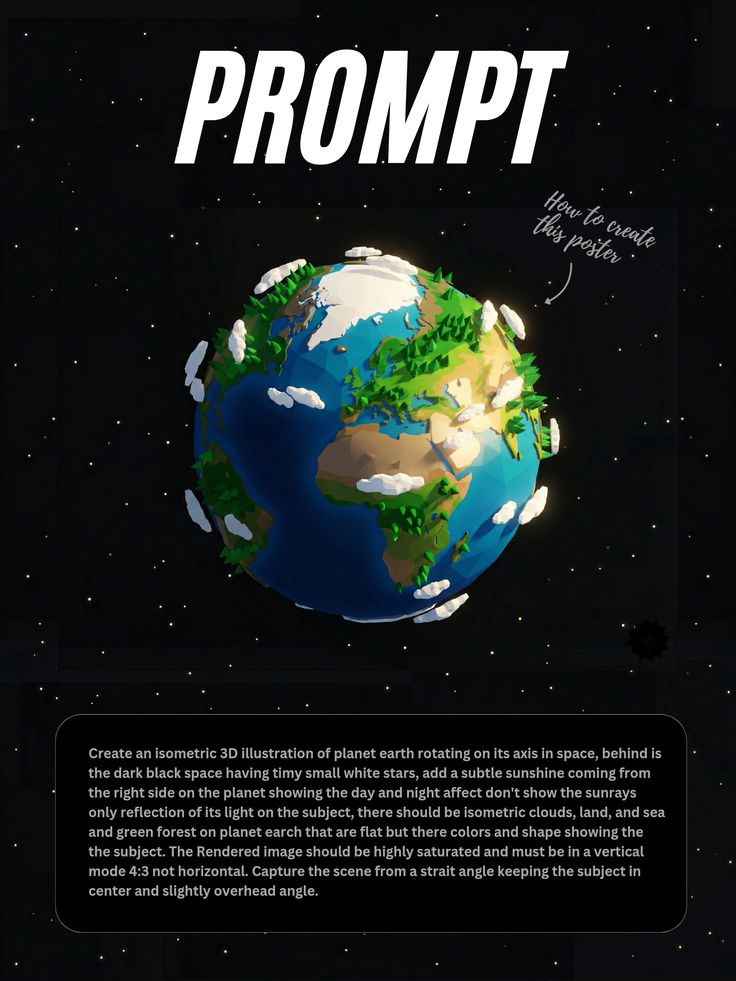 PROMPT
How to create
this poster
Create an isometric 3D illustration of planet earth rotating on its axis in space, behind is
the dark black space having timy small white stars, add a subtle sunshine coming from
the right side on the planet showing the day and night affect don't show the sunrays
only reflection of its light on the subject, there should be isometric clouds, land, and sea
and green forest on planet earch that are flat but there colors and shape showing the
the subject. The Rendered image should be highly saturated and must be in a vertical
mode 4:3 not horizontal. Capture the scene from a strait angle keeping the subject in
center and slightly overhead angle.